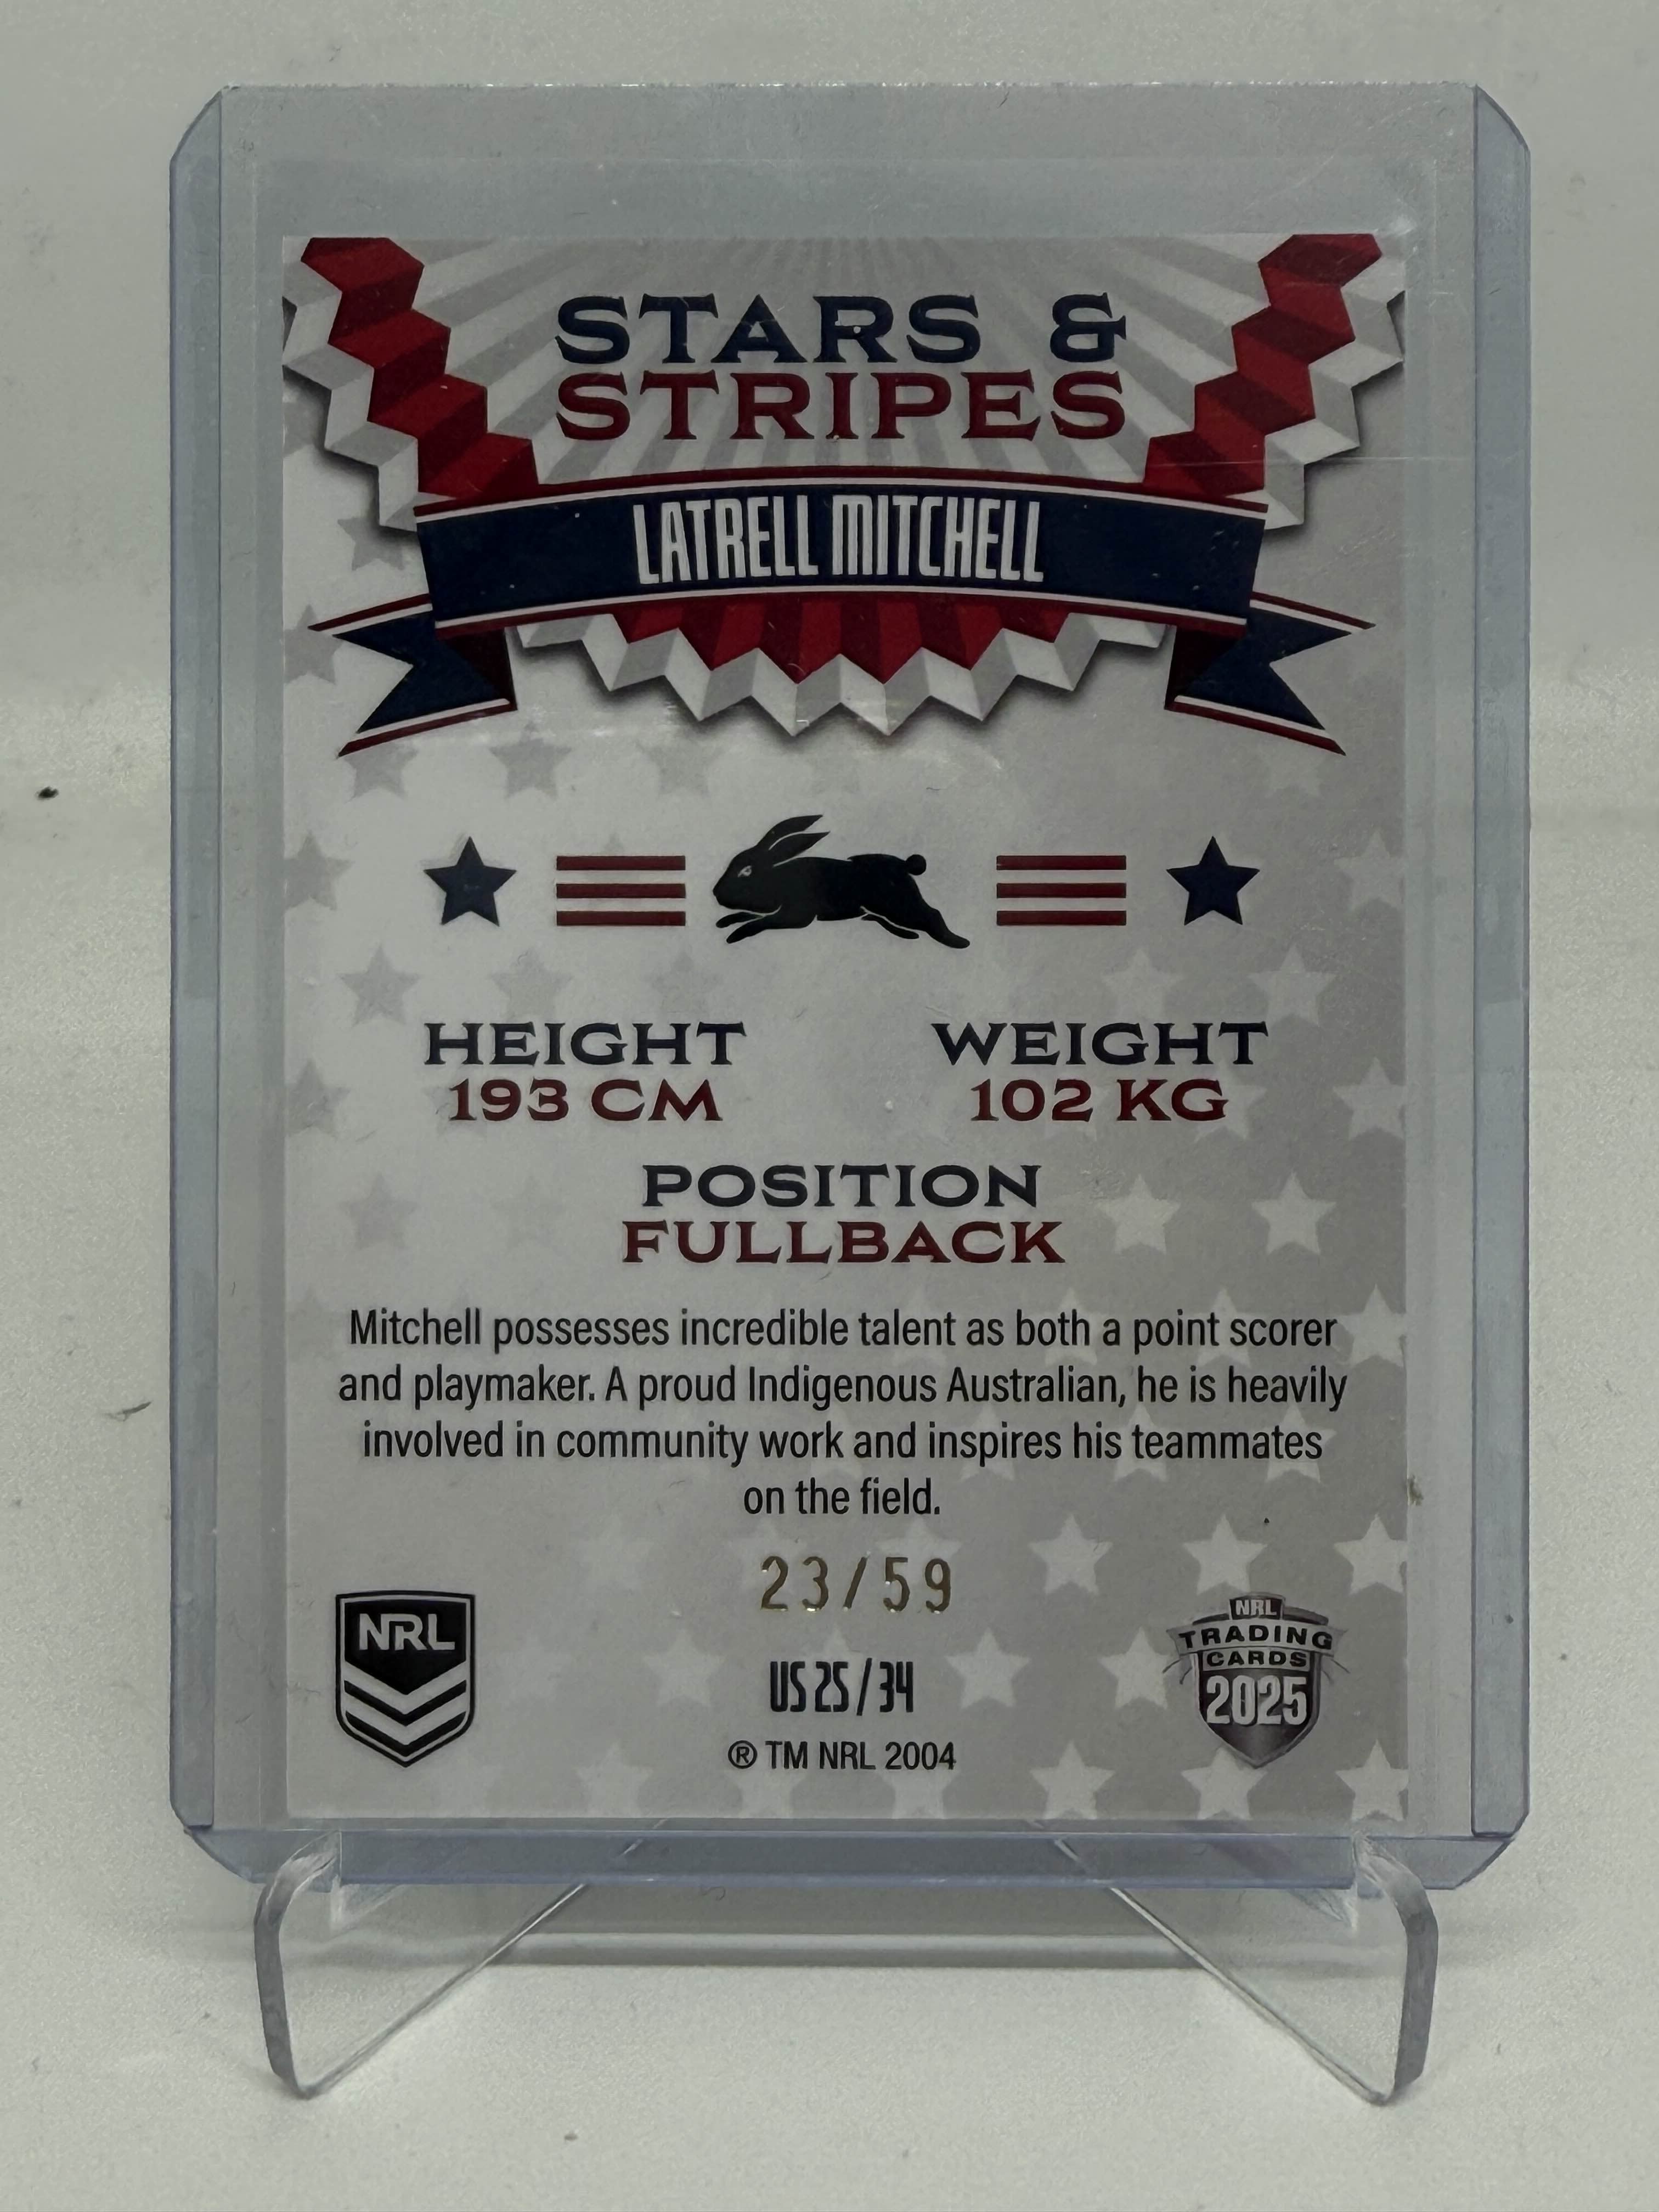 STARS &
STRIPES
LATRELL MITCHELL
HEIGHT
193 CM
WEIGHT
102 KG
POSITION
FULLBACK
Mitchell possesses incredible talent as both a point scorer
and playmaker. A proud Indigenous Australian, he is heavily
involved in community work and inspires his teammates
on the field.
23/59
NRL
US 25/34
® TM NRL 2004
NRL
TRADING
CARDS
2025